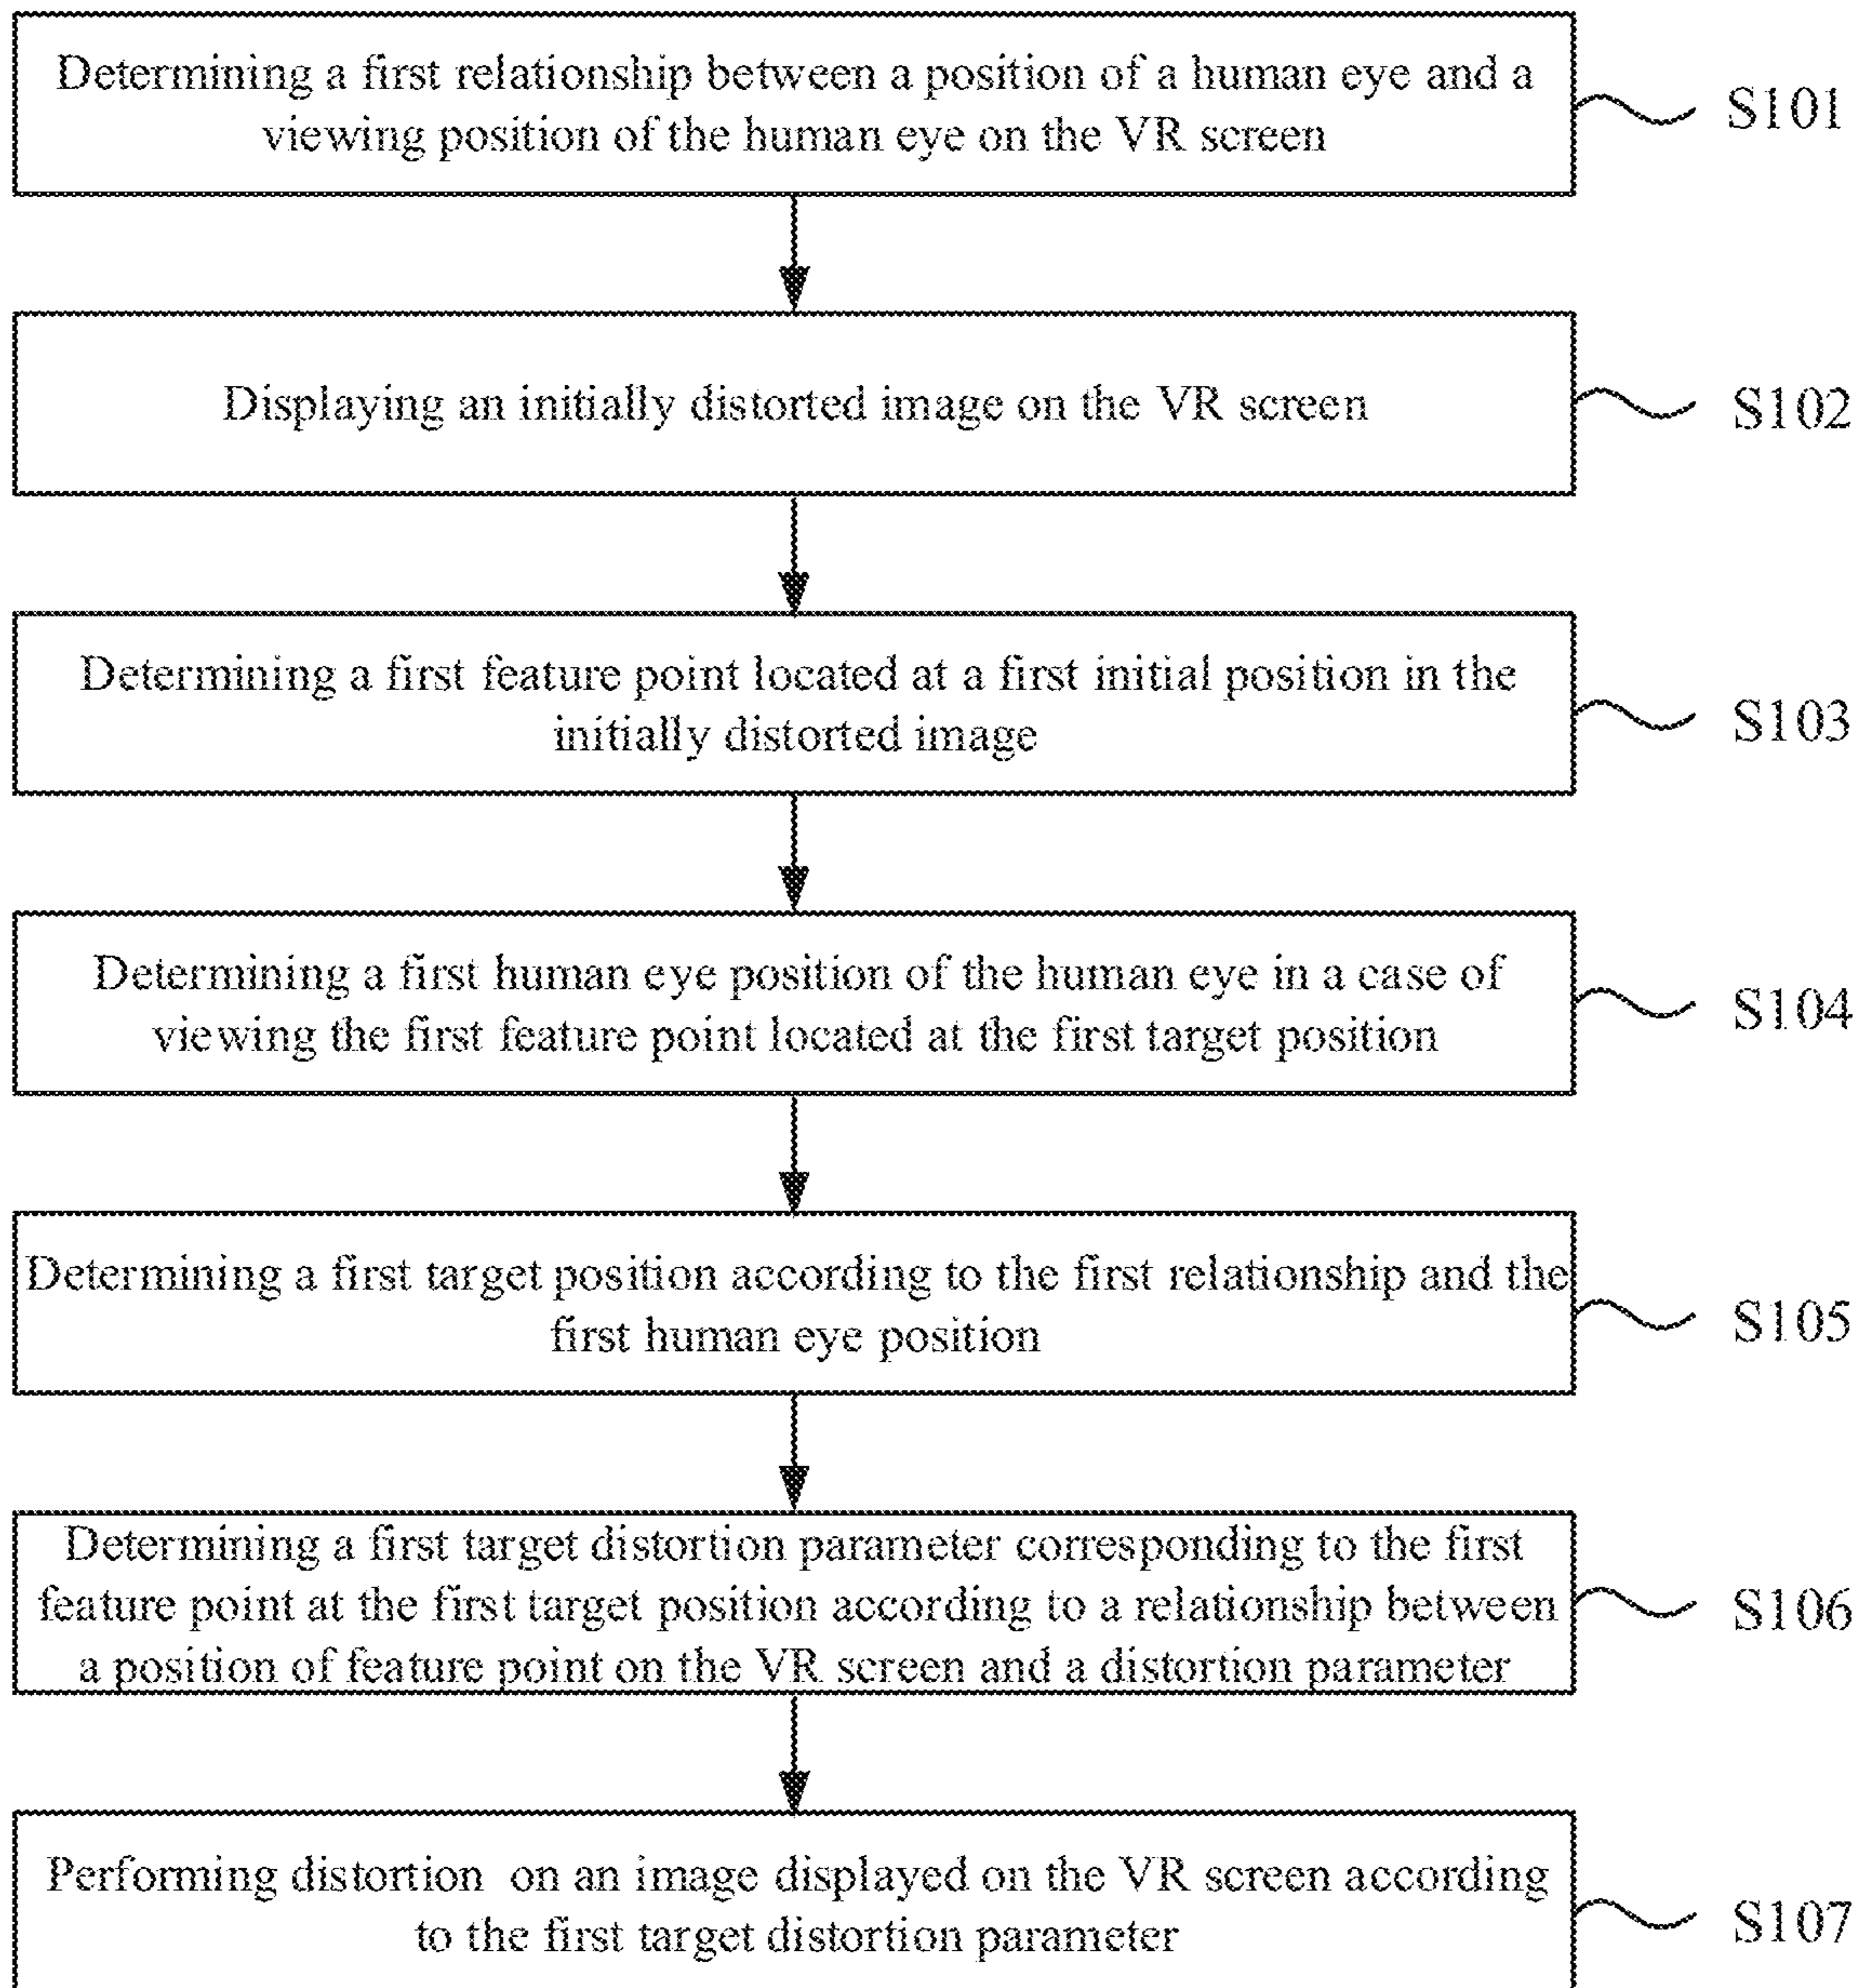 Determining a first relationship between a position of a human eye and a
viewing position of the human eye on the VR screen
S101
Displaying an initially distorted image on the VR screen
S102
Determining a first feature point located at a first initial position in the
initially distorted image
S103
Determining a first human eye position of the human eye in a case of
viewing the first feature point located at the first target position
S104
Determining a first target position according to the first relationship and the
first human eye position
S105
Determining a first target distortion parameter corresponding to the first
feature point at the first target position according to a relationship between
a position of feature point on the VR screen and a distortion parameter
S106
Performing distortion on an image displayed on the VR screen according
to the first target distortion parameter
S107